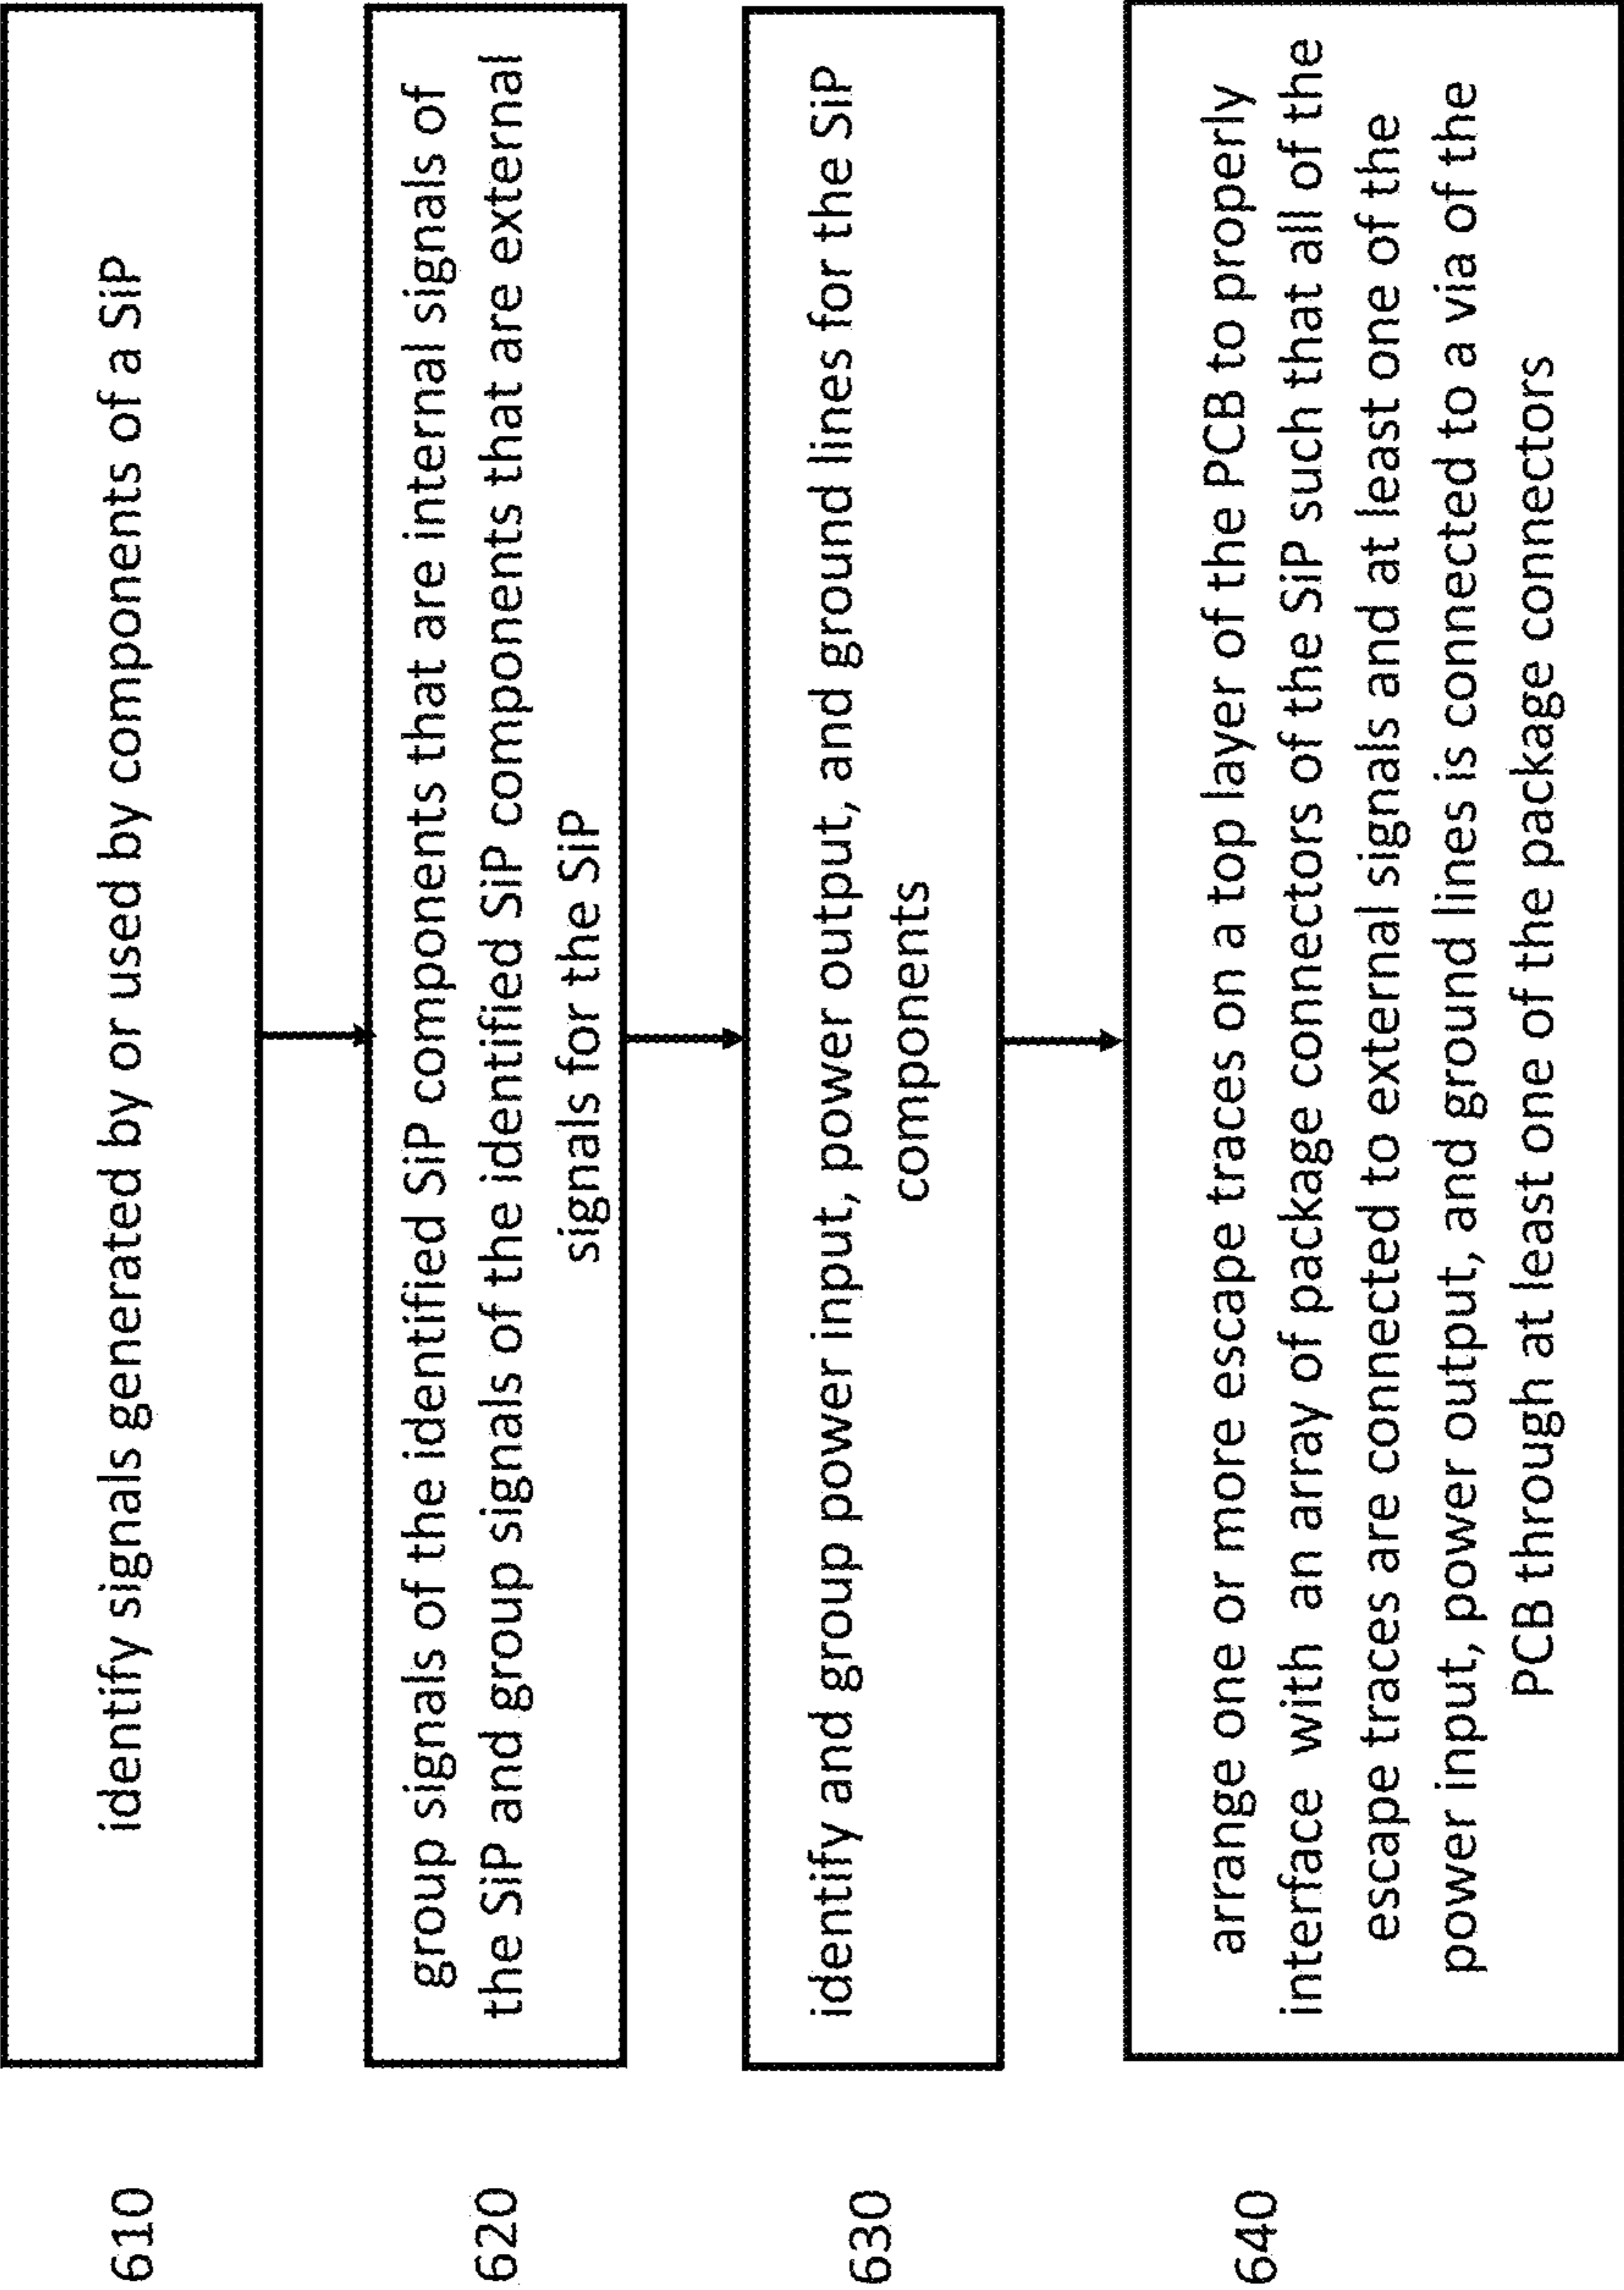 610
identify signals generated by or used by components of a SiP
620
group signals of the identified SiP components that are internal signals of
the SiP and group signals of the identified SiP components that are external
signals for the SiP
630
identify and group power input, power output, and ground lines for the SiP
components
640
arrange one or more escape traces on a top layer of the PCB to properly
interface with an array of package connectors of the SiP such that all of the
escape traces are connected to external signals and at least one of the
power input, power output, and ground lines is connected to a via of the
PCB through at least one of the package connectors